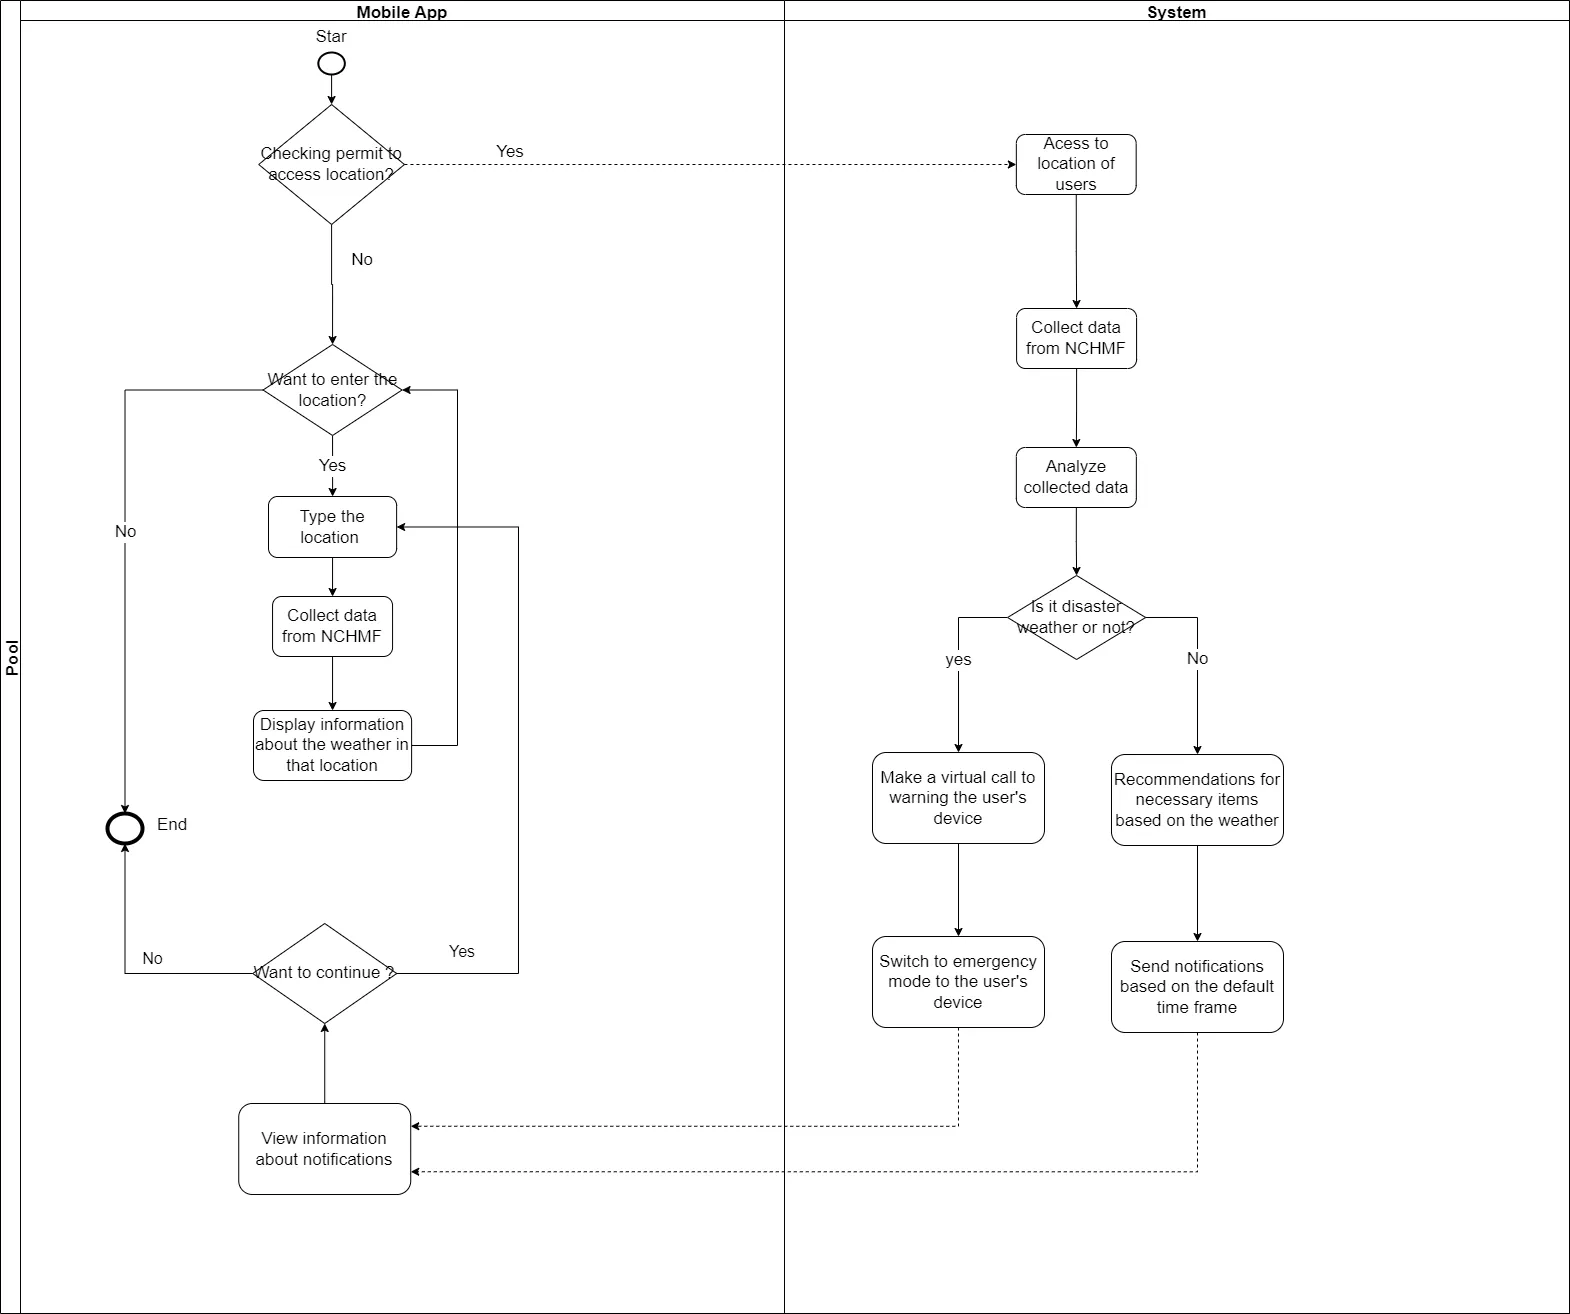 Mobile App
System
Pool
Star
Checking permit to
access location?
Yes
No
Want to enter the
location?
Yes
No
Type the
location
Collect data
from NCHMF
Display information
about the weather in
that location
End
Want to continue ?
No
Yes
View information
about notifications
Acess to
location of
users
Collect data
from NCHMF
Analyze
collected data
Is it disaster
weather or not?
yes
No
Make a virtual call to
warning the user's
device
Recommendations for
necessary items
based on the weather
Switch to emergency
mode to the user's
device
Send notifications
based on the default
time frame